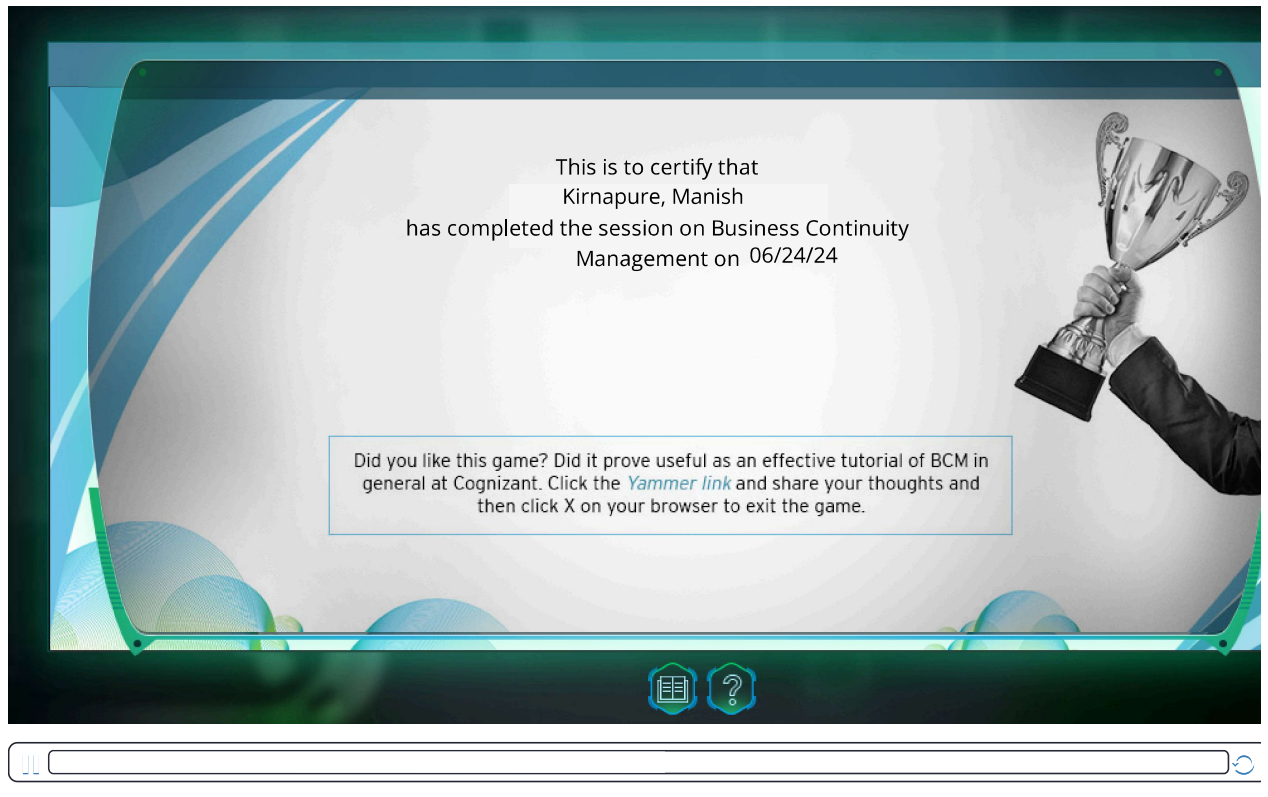 This is to certify that
Kirnapure, Manish
has completed the session on Business Continuity
Management on 06/24/24
Did you like this game? Did it prove useful as an effective tutorial of BCM in
general at Cognizant. Click the Yammer link and share your thoughts and
then click X on your browser to exit the game.
?